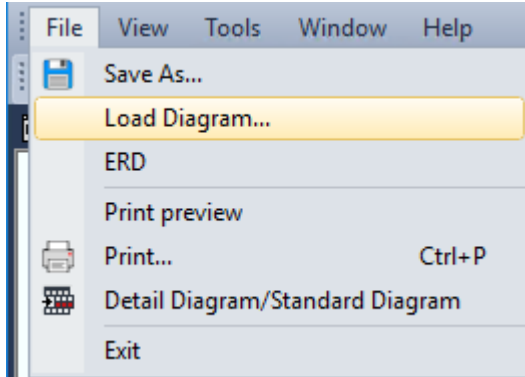 File View Tools Window Help
Save As...
Load Diagram...
ERD
Print preview
Print... Ctrl+P
Detail Diagram/Standard Diagram
Exit